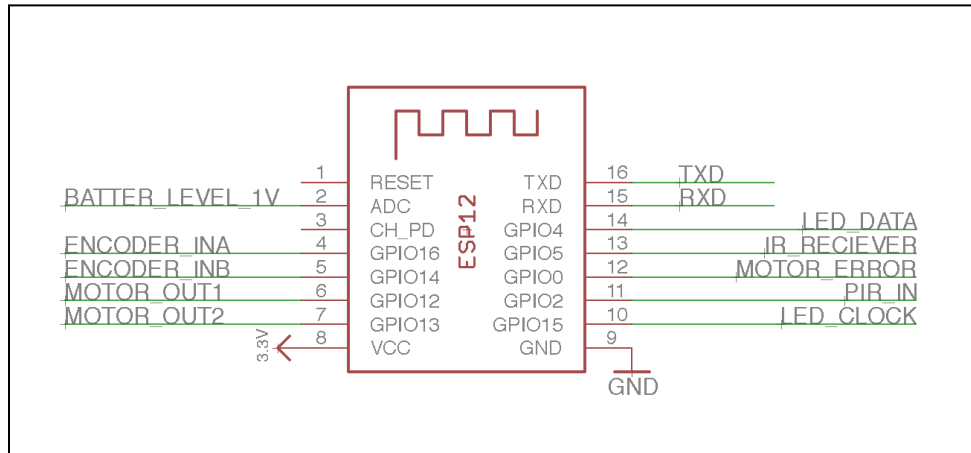 1 RESET TXD 16 TXD
BATTER_LEVEL_1V 2 ADC RXD 15 RXD
3 CH_PD GPIO4 14 LED_DATA
ENCODER_INA 4 GPIO16 GPIO5 13 IR_RECIEVER
ENCODER_INB 5 GPIO14 GPIO0 12 MOTOR_ERROR
MOTOR_OUT1 6 GPIO12 GPIO2 11 PIR_IN
MOTOR_OUT2 7 GPIO13 GPIO15 10 LED_CLOCK
3.3V 8 VCC GND 9
GND
ESP12